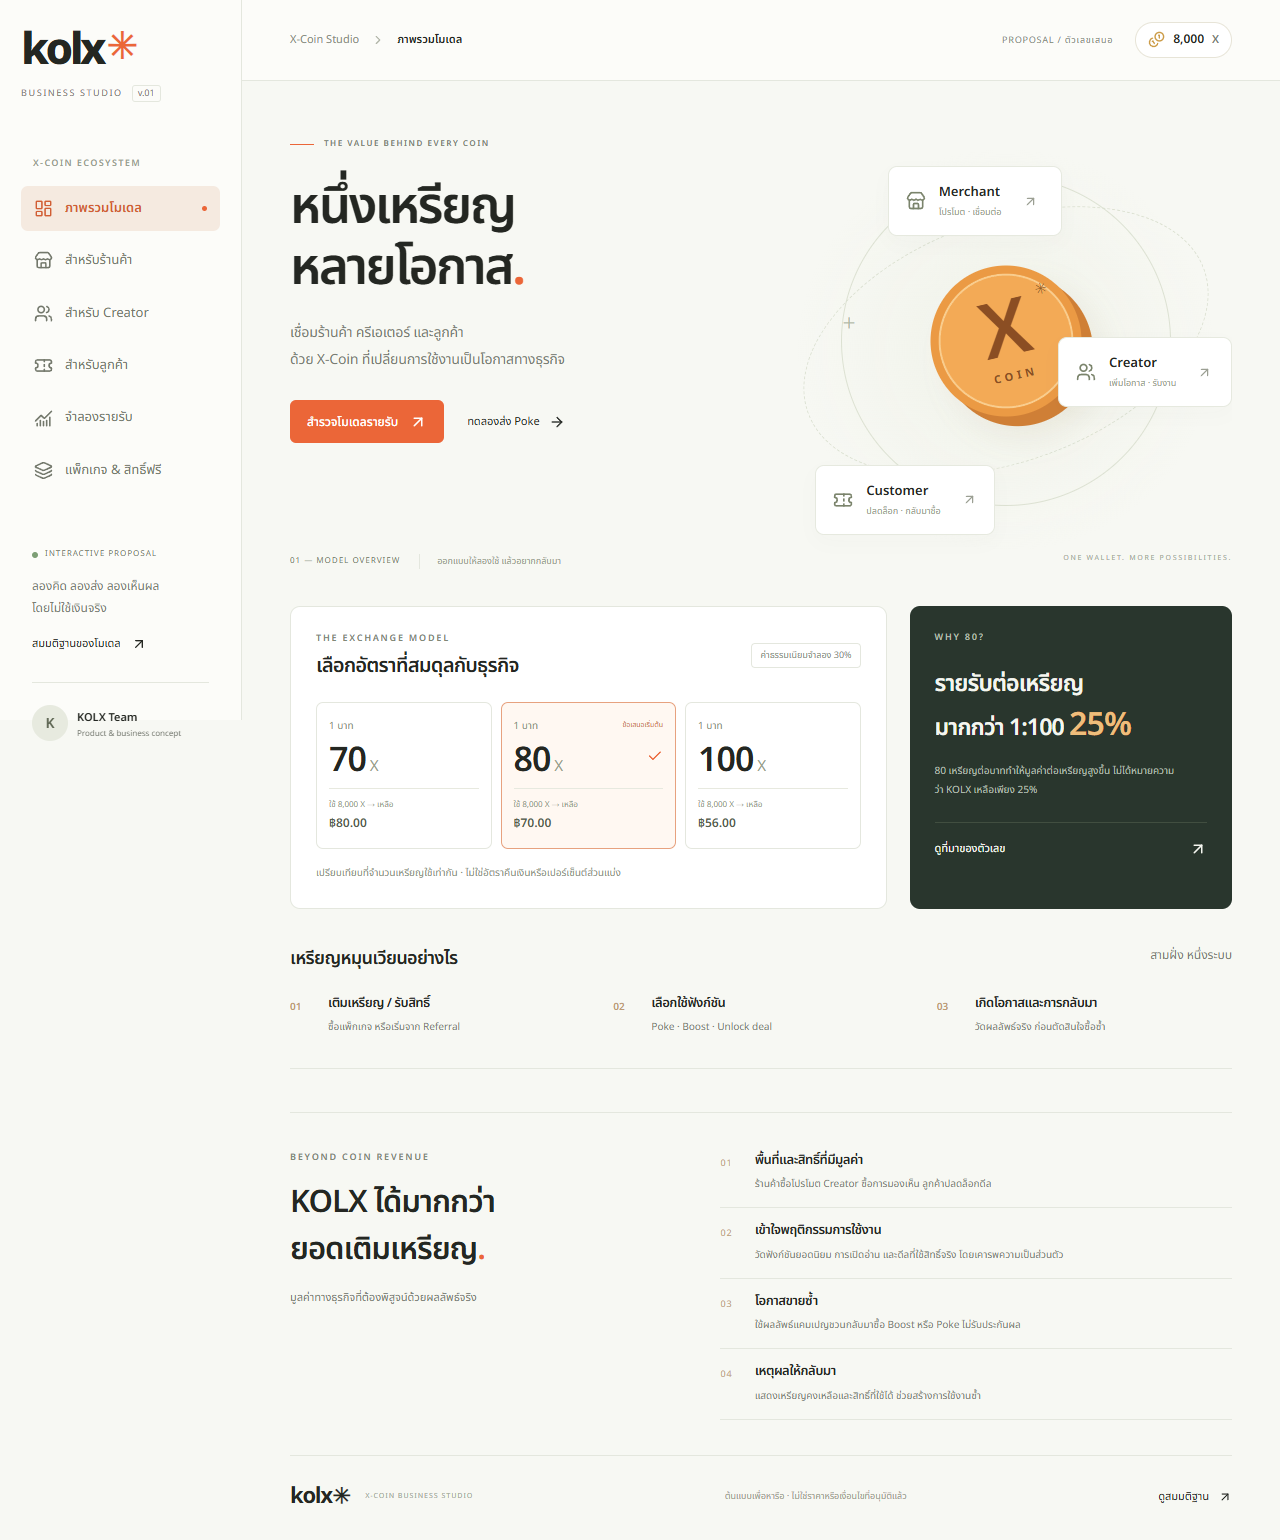 kolx✳
BUSINESS STUDIO v.01
X-COIN ECOSYSTEM
ภาพรวมโมเดล
สำหรับร้านค้า
สำหรับ Creator
สำหรับลูกค้า
จำลองรายรับ
แพ็กเกจ & สิทธิ์ฟรี
INTERACTIVE PROPOSAL
ลองคิด ลองส่ง ลองเห็นผล
โดยไม่ใช้เงินจริง
สมมติฐานของโมเดล
K
KOLX Team
Product & business concept
X-Coin Studio > ภาพรวมโมเดล
PROPOSAL / ตัวเลขเสนอ
8,000 X
THE VALUE BEHIND EVERY COIN
หนึ่งเหรียญ
หลายโอกาส.
เชื่อมร้านค้า ครีเอเตอร์ และลูกค้า
ด้วย X-Coin ที่เปลี่ยนการใช้งานเป็นโอกาสทางธุรกิจ
สำรวจโมเดลรายรับ
ทดลองส่ง Poke
Merchant
โปรโมต · เชื่อมต่อ
X
COIN
Creator
เพิ่มโอกาส · รับงาน
Customer
ปลดล็อก · กลับมาซื้อ
01 — MODEL OVERVIEW
ออกแบบให้ลองใช้ แล้วอยากกลับมา
ONE WALLET. MORE POSSIBILITIES.
THE EXCHANGE MODEL
เลือกอัตราที่สมดุลกับธุรกิจ
ค่าธรรมเนียมจำลอง 30%
1 บาท
70 X
ใช้ 8,000 X → เหลือ
฿80.00
1 บาท
ข้อเสนอเริ่มต้น
80 X
ใช้ 8,000 X → เหลือ
฿70.00
1 บาท
100 X
ใช้ 8,000 X → เหลือ
฿56.00
เปรียบเทียบที่จำนวนเหรียญใช้เท่ากัน · ไม่ใช่อัตราคืนเงินหรือเปอร์เซ็นต์ส่วนแบ่ง
WHY 80?
รายรับต่อเหรียญ
มากกว่า 1:100 25%
80 เหรียญต่อบาททำให้มูลค่าต่อเหรียญสูงขึ้น ไม่ได้หมายความ
ว่า KOLX เหลือเพียง 25%
ดูที่มาของตัวเลข
เหรียญหมุนเวียนอย่างไร
สามฝั่ง หนึ่งระบบ
01 เติมเหรียญ / รับสิทธิ์
ซื้อแพ็กเกจ หรือเริ่มจาก Referral
02 เลือกใช้ฟังก์ชัน
Poke · Boost · Unlock deal
03 เกิดโอกาสและการกลับมา
วัดผลลัพธ์จริง ก่อนตัดสินใจซื้อซ้ำ
BEYOND COIN REVENUE
KOLX ได้มากกว่า
ยอดเติมเหรียญ.
มูลค่าทางธุรกิจที่ต้องพิสูจน์ด้วยผลลัพธ์จริง
01 พื้นที่และสิทธิ์ที่มีมูลค่า
ร้านค้าซื้อโปรโมต Creator ซื้อการมองเห็น ลูกค้าปลดล็อกดีล
02 เข้าใจพฤติกรรมการใช้งาน
วัดฟังก์ชันยอดนิยม การเปิดอ่าน และดีลที่ใช้สิทธิ์จริง โดยเคารพความเป็นส่วนตัว
03 โอกาสขายซ้ำ
ใช้ผลลัพธ์แคมเปญชวนกลับมาซื้อ Boost หรือ Poke ไม่รับประกันผล
04 เหตุผลให้กลับมา
แสดงเหรียญคงเหลือและสิทธิ์ที่ใช้ได้ ช่วยสร้างการใช้งานซ้ำ
kolx✳
X-COIN BUSINESS STUDIO
ต้นแบบเพื่อหารือ · ไม่ใช่ราคาหรือเงื่อนไขที่อนุมัติแล้ว
ดูสมมติฐาน